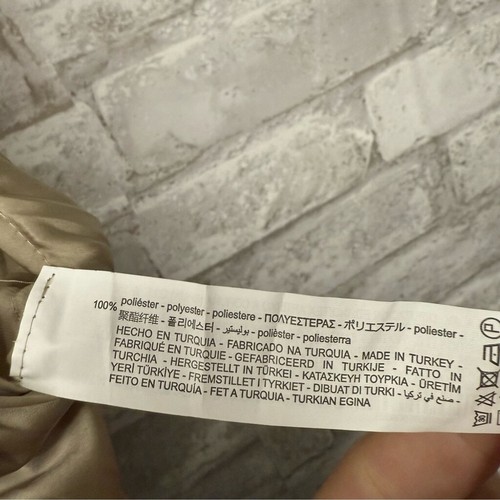 100% poliéster - polyester - poliestere - ΠΟΛΥΕΣΤΕΡΑΣ - ポリエステル - poliester -
聚酯纤维 - 폴리에스터 - بوليستير - polièster - poliesterra
HECHO EN TURQUÍA - FABRICADO NA TURQUIA - MADE IN TURKEY -
FABRIQUÉ EN TURQUIE - GEFABRICEERD IN TURKIJE - FATTO IN
TURCHIA - HERGESTELLT IN TÜRKEI - ΚΑΤΑΣΚΕΥΗ ΤΟΥΡΚΙΑ - ÜRETİM
YERİ TÜRKİYE - FREMSTILLET I TYRKIET - DIBUAT DI TURKI - صنع في تركيا -
FEITO EN TURQUÍA - FET A TURQUIA - TURKIAN EGINA